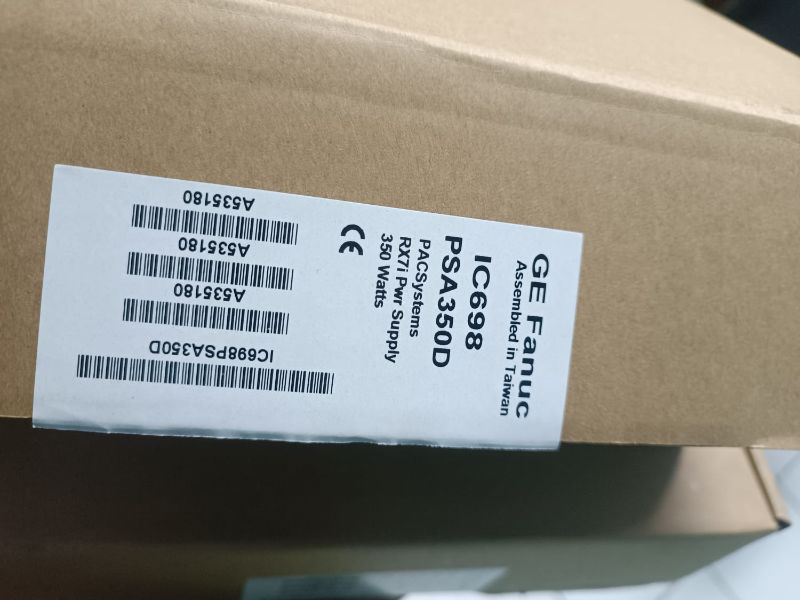 GE Fanuc
Assembled in Taiwan
IC698
PSA350D
PACSystems
RX7i Pwr Supply
350 Watts
CE
IC698PSA350D
A535180
A535180
A535180